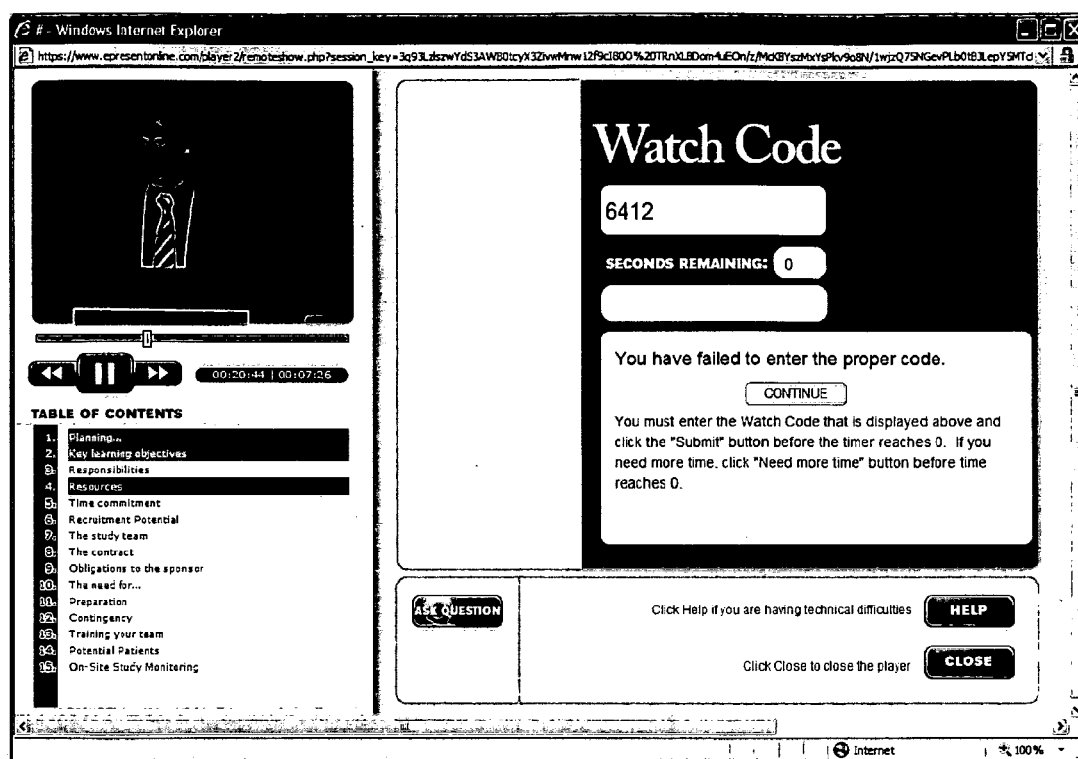 # - Windows Internet Explorer
Watch Code
6412
SECONDS REMAINING: 0
You have failed to enter the proper code.
CONTINUE
You must enter the Watch Code that is displayed above and
click the "Submit" button before the timer reaches 0. If you
need more time, click "Need more time" button before time
reaches 0.
00:20:44 | 00:07:26
TABLE OF CONTENTS
1. Planning...
2. Key learning objectives
3. Responsibilities
4. Resources
5. Time commitment
6. Recruitment Potential
7. The study team
8. The contract
9. Obligations to the sponsor
10. The need for...
11. Preparation
12. Contingency
13. Training your team
14. Potential Patients
15. On-Site Study Monitoring
ASK QUESTION
Click Help if you are having technical difficulties
HELP
Click Close to close the player
CLOSE
Internet
100%